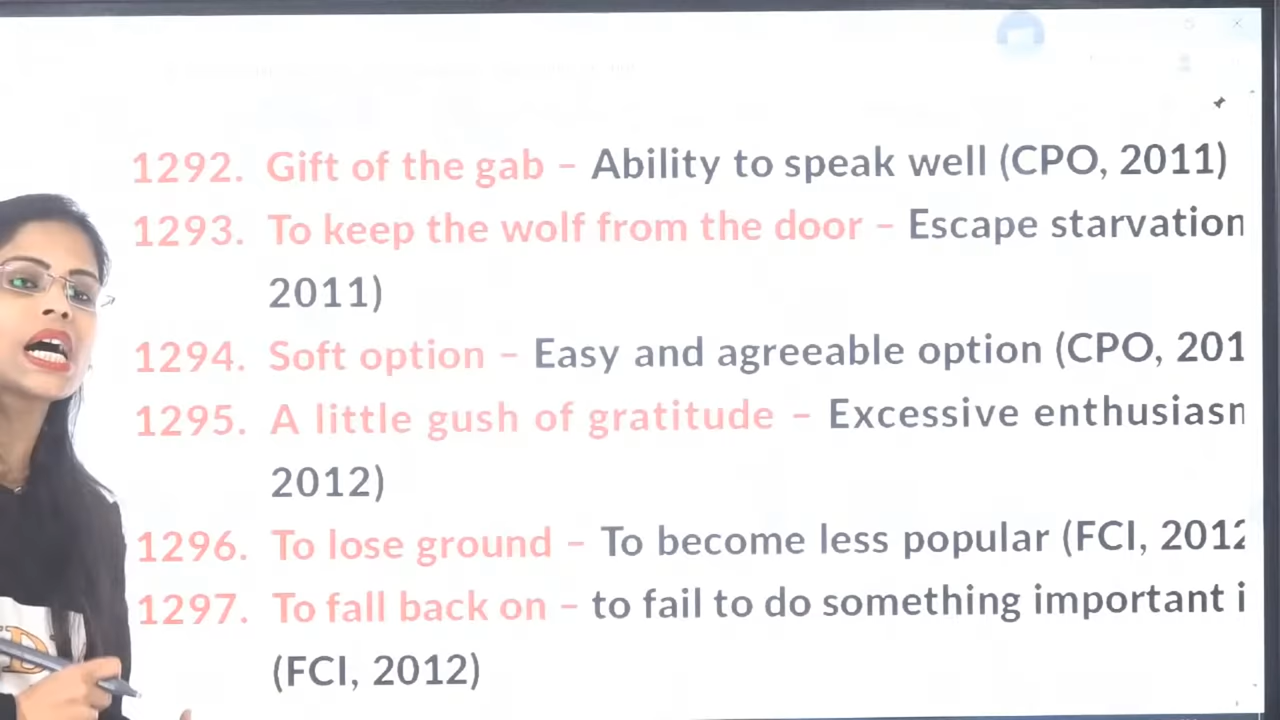 1292. Gift of the gab – Ability to speak well (CPO, 2011)
1293. To keep the wolf from the door – Escape starvation
2011)
1294. Soft option – Easy and agreeable option (CPO, 201
1295. A little gush of gratitude – Excessive enthusiasm
2012)
1296. To lose ground – To become less popular (FCI, 2012
1297. To fall back on – to fail to do something important i
(FCI, 2012)